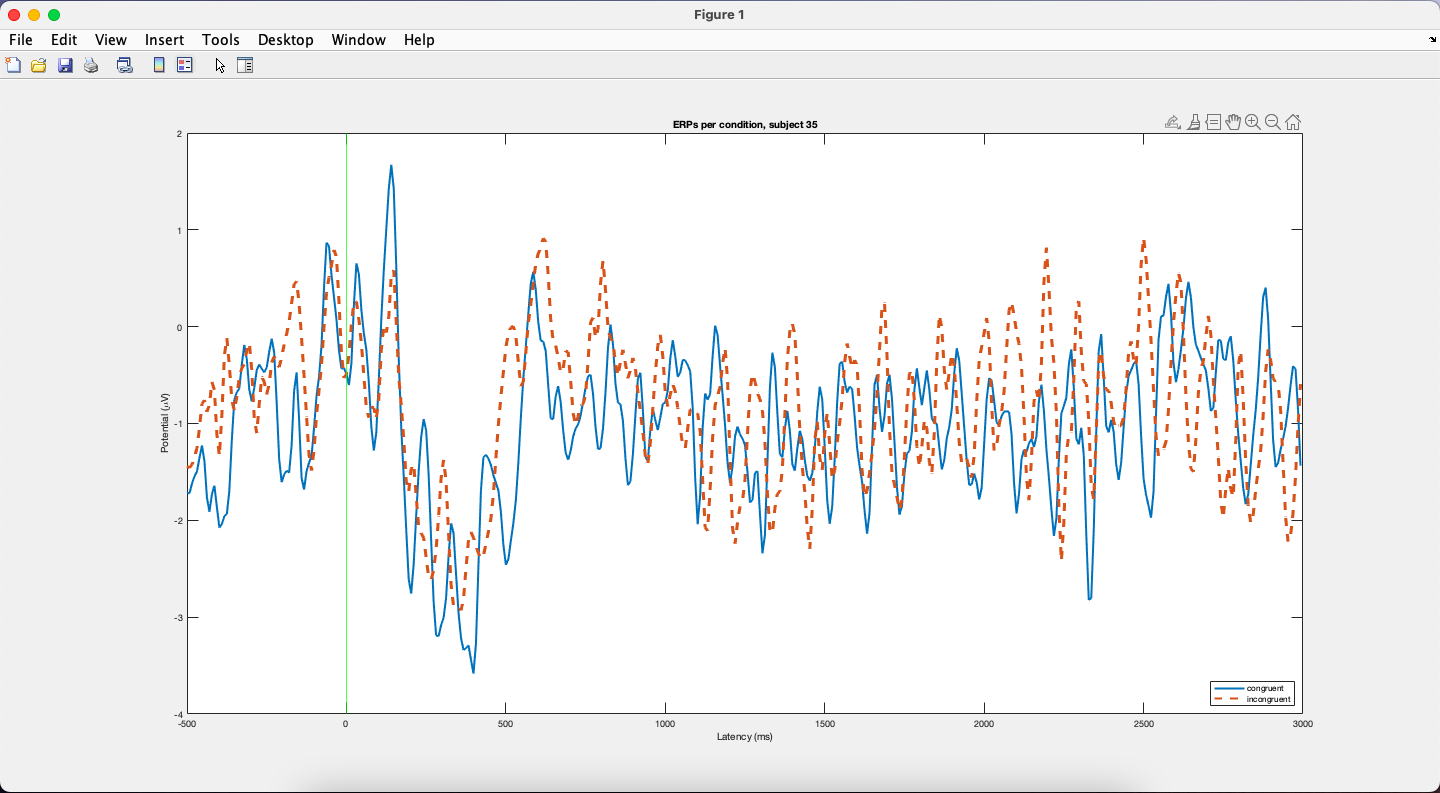 Figure 1
File Edit View Insert Tools Desktop Window Help
ERPs per condition, subject 35
2
1
0
-1
-2
-3
-4
Potential (μV)
-500 0 500 1000 1500 2000 2500 3000
Latency (ms)
congruent
incongruent